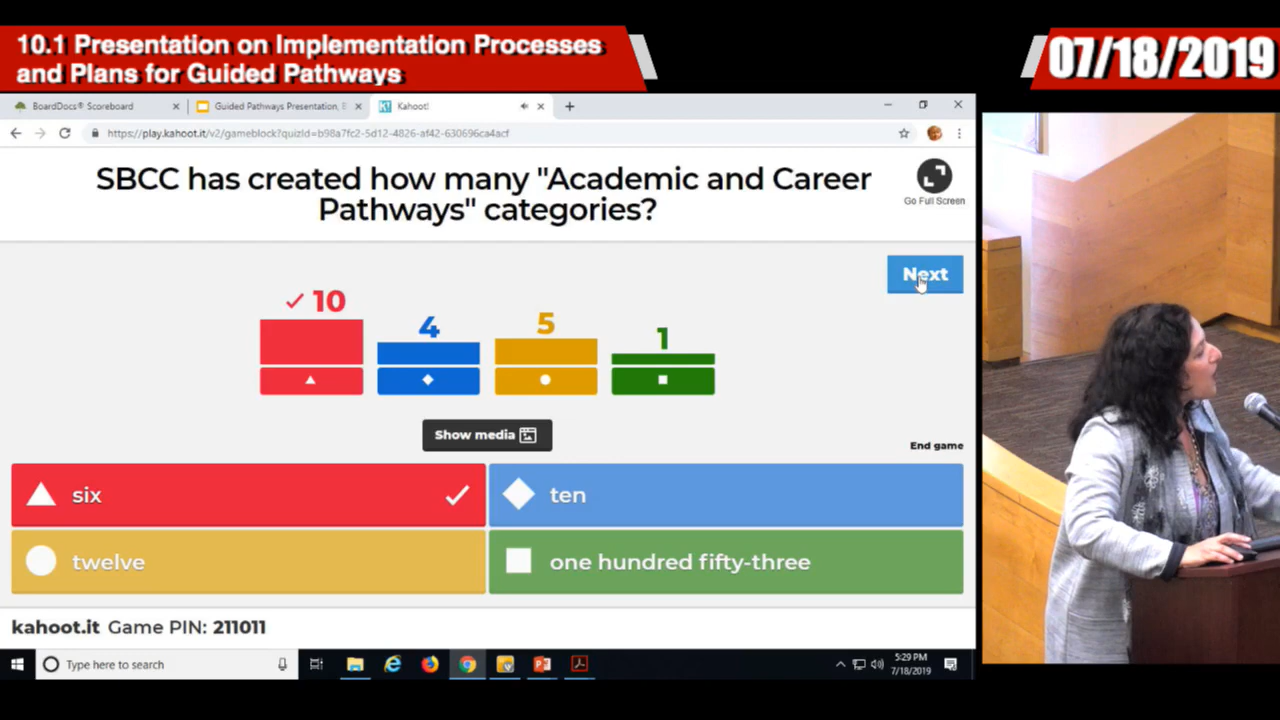 10.1 Presentation on Implementation Processes
and Plans for Guided Pathways
07/18/2019
BoardDocs® Scoreboard
Guided Pathways Presentation, B
Kahoot!
https://play.kahoot.it/v2/gameblock?quizId=b98a7fc2-5d12-4826-af42-630696ca4acf
SBCC has created how many "Academic and Career
Pathways" categories?
Go Full Screen
Next
10
4
5
1
Show media
End game
six
ten
twelve
one hundred fifty-three
kahoot.it Game PIN: 211011
Type here to search
5:29 PM
7/18/2019